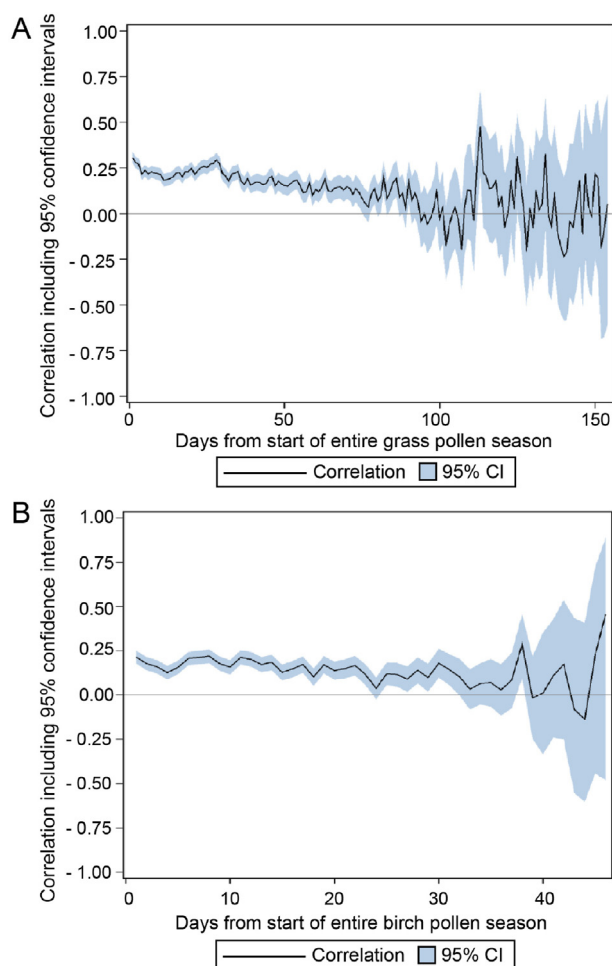 A
Correlation including 95% confidence intervals
1.00
0.75
0.50
0.25
0.00
- 0.25
- 0.50
- 0.75
- 1.00
0 50 100 150
Days from start of entire grass pollen season
Correlation 95% CI
B
Correlation including 95% confidence intervals
1.00
0.75
0.50
0.25
0.00
- 0.25
- 0.50
- 0.75
- 1.00
0 10 20 30 40
Days from start of entire birch pollen season
Correlation 95% CI